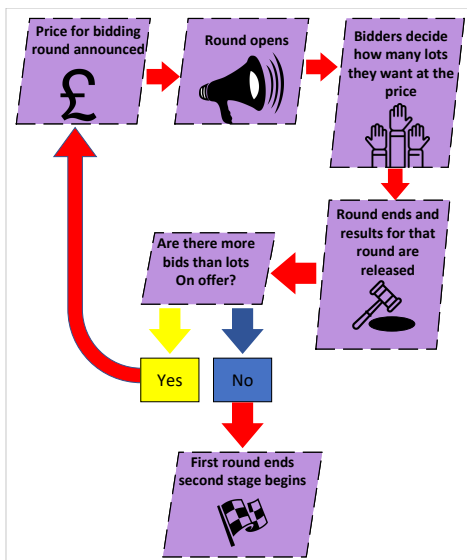 Price for bidding
round announced
£
Round opens
Bidders decide
how many lots
they want at the
price
Round ends and
results for that
round are
released
Are there more
bids than lots
On offer?
Yes
No
First round ends
second stage begins